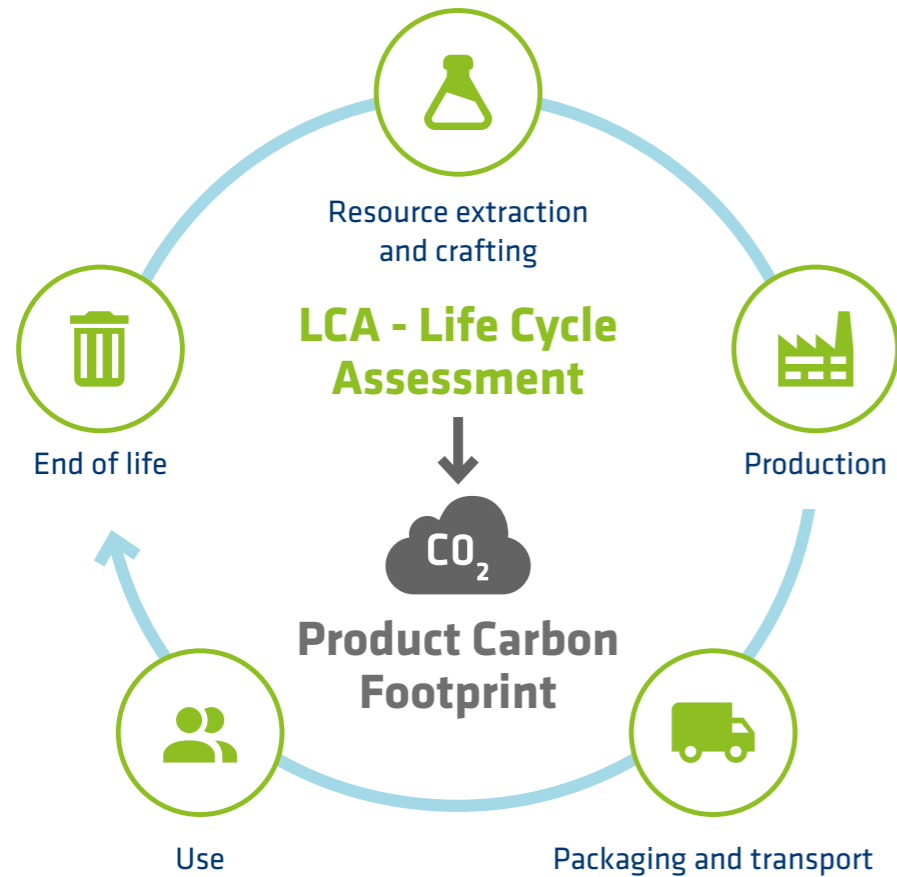 Resource extraction
and crafting
LCA - Life Cycle
Assessment
End of life
Production
CO₂
Product Carbon
Footprint
Use
Packaging and transport